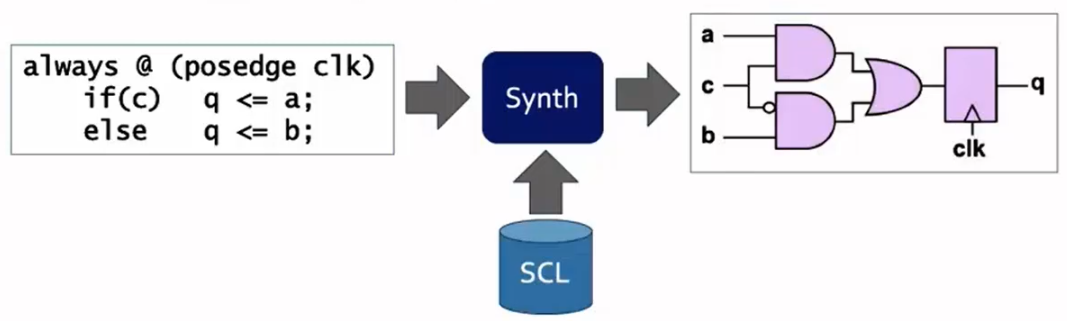 always @ (posedge clk)
if(c) q <= a;
else q <= b;
Synth
SCL
a
c
b
q
clk